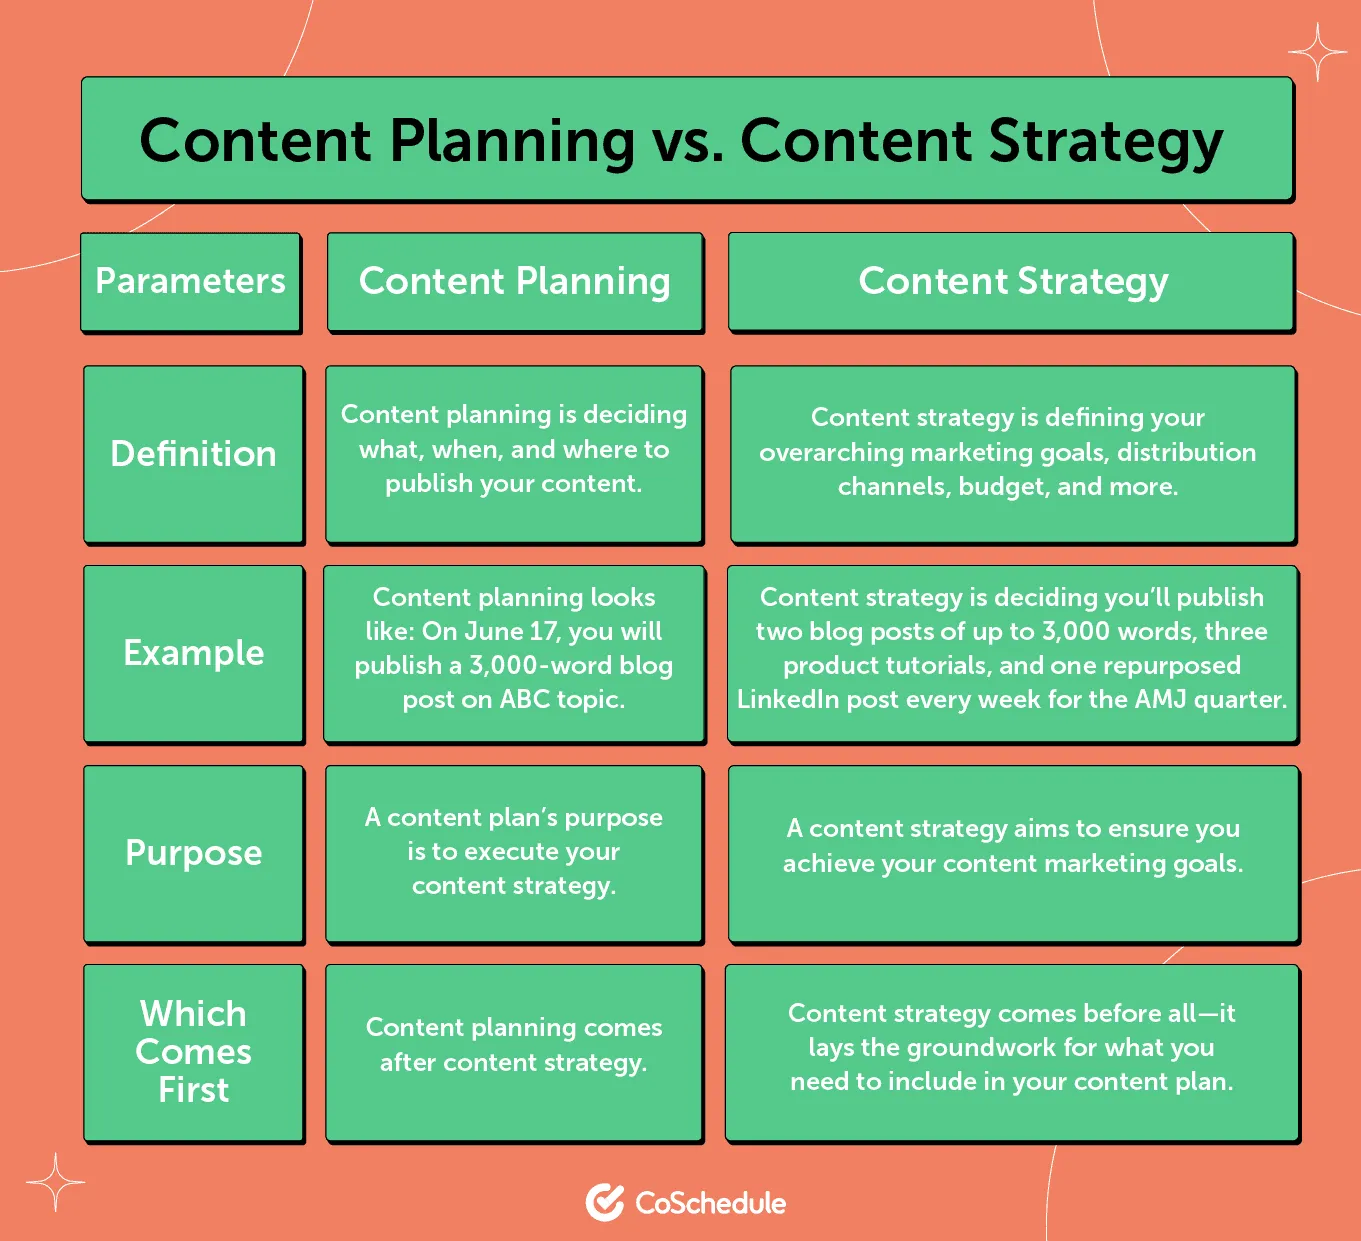 Content Planning vs. Content Strategy
Parameters
Content Planning
Content Strategy
Definition
Content planning is deciding
what, when, and where to
publish your content.
Content strategy is defining your
overarching marketing goals, distribution
channels, budget, and more.
Example
Content planning looks
like: On June 17, you will
publish a 3,000-word blog
post on ABC topic.
Content strategy is deciding you’ll publish
two blog posts of up to 3,000 words, three
product tutorials, and one repurposed
LinkedIn post every week for the AMJ quarter.
Purpose
A content plan’s purpose
is to execute your
content strategy.
A content strategy aims to ensure you
achieve your content marketing goals.
Which
Comes
First
Content planning comes
after content strategy.
Content strategy comes before all—it
lays the groundwork for what you
need to include in your content plan.
CoSchedule